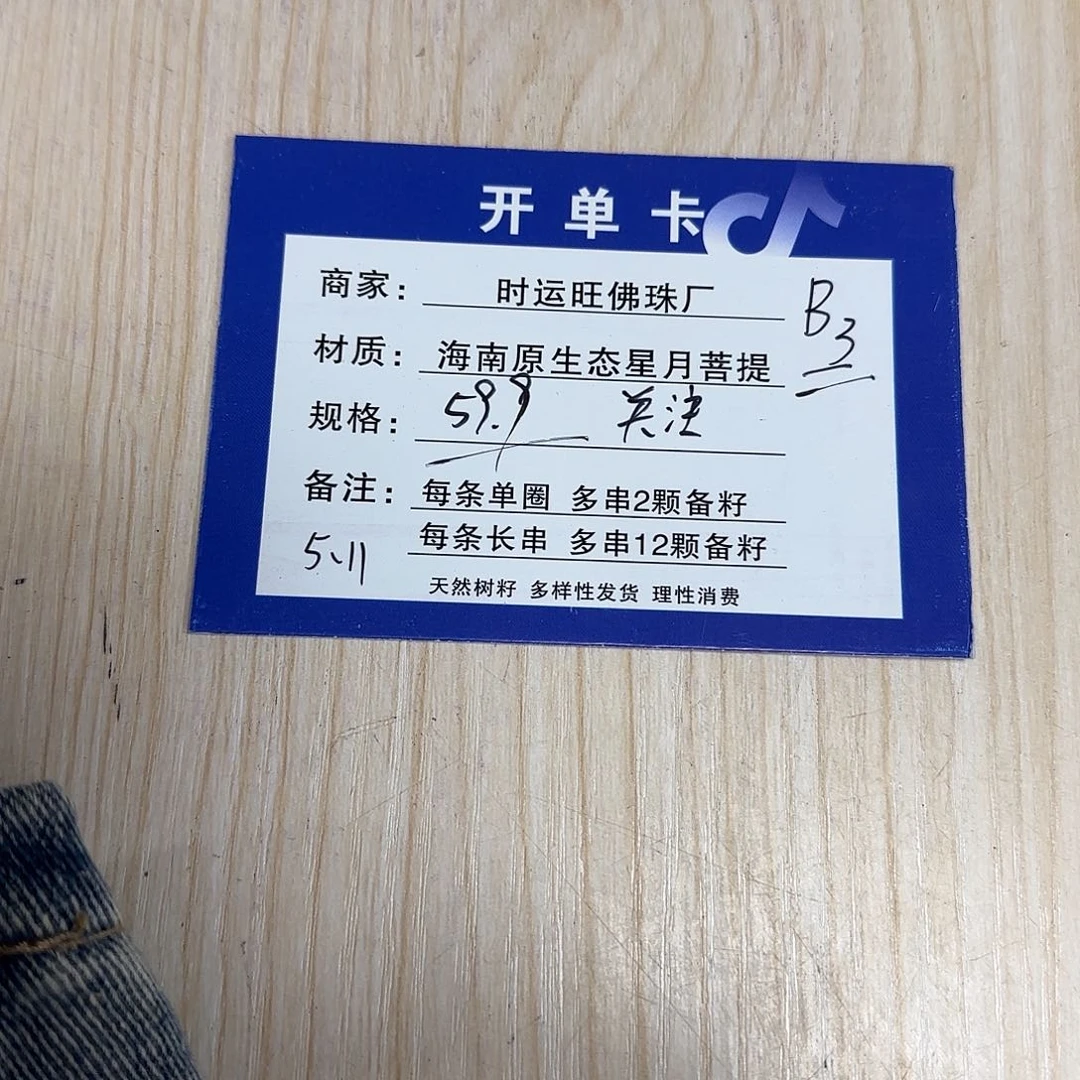 开单卡
商家： 时运旺佛珠厂 B3
材质： 海南原生态星月菩提
规格： 59.9 关注
备注： 每条单圈 多串2颗备籽
每条长串 多串12颗备籽
5、11
天然树籽 多样性发货 理性消费